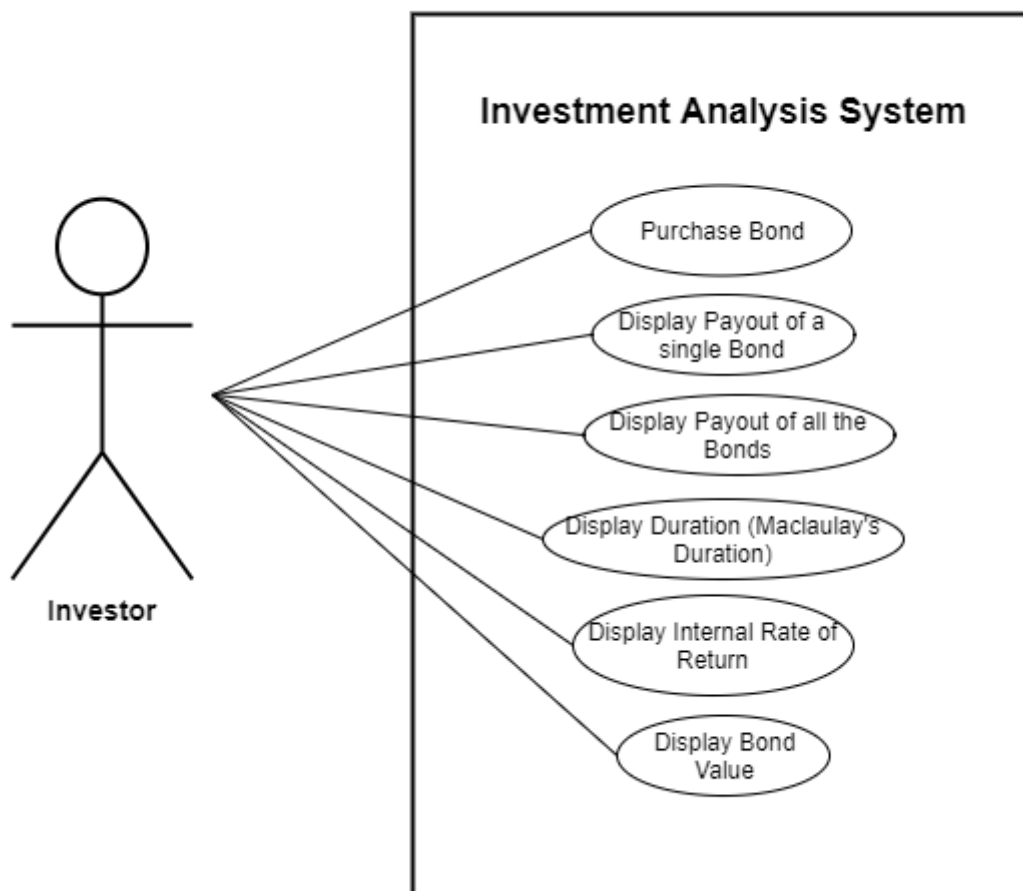 Investment Analysis System
Purchase Bond
Display Payout of a
single Bond
Display Payout of all the
Bonds
Display Duration (Maclaulay's
Duration)
Investor
Display Internal Rate of
Return
Display Bond
Value